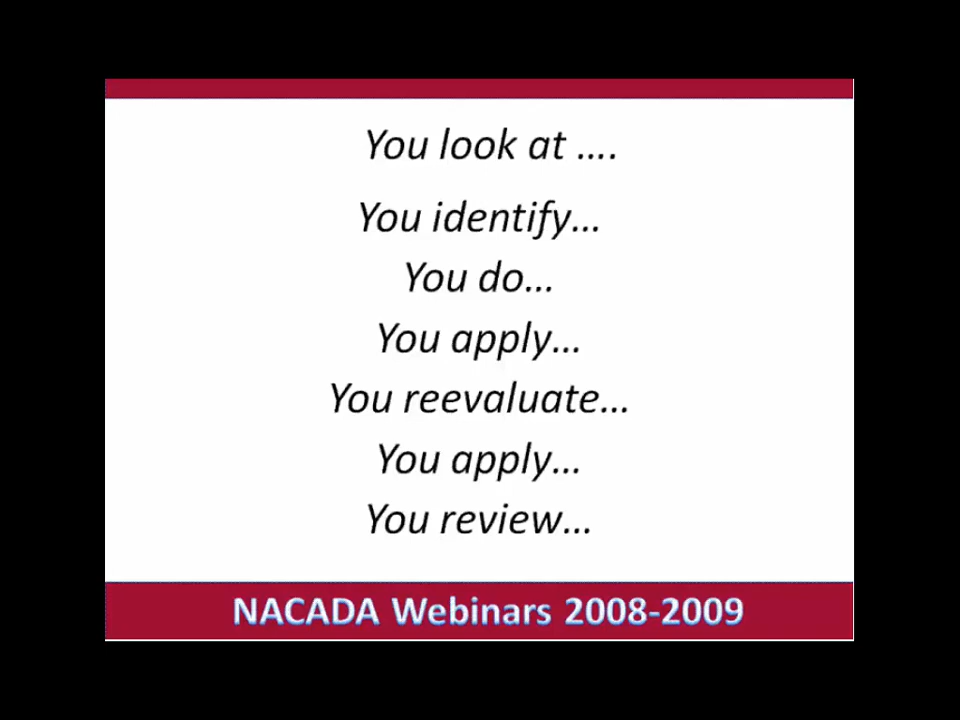 You look at ....
You identify...
You do...
You apply...
You reevaluate...
You apply...
You review...
NACADA Webinars 2008-2009